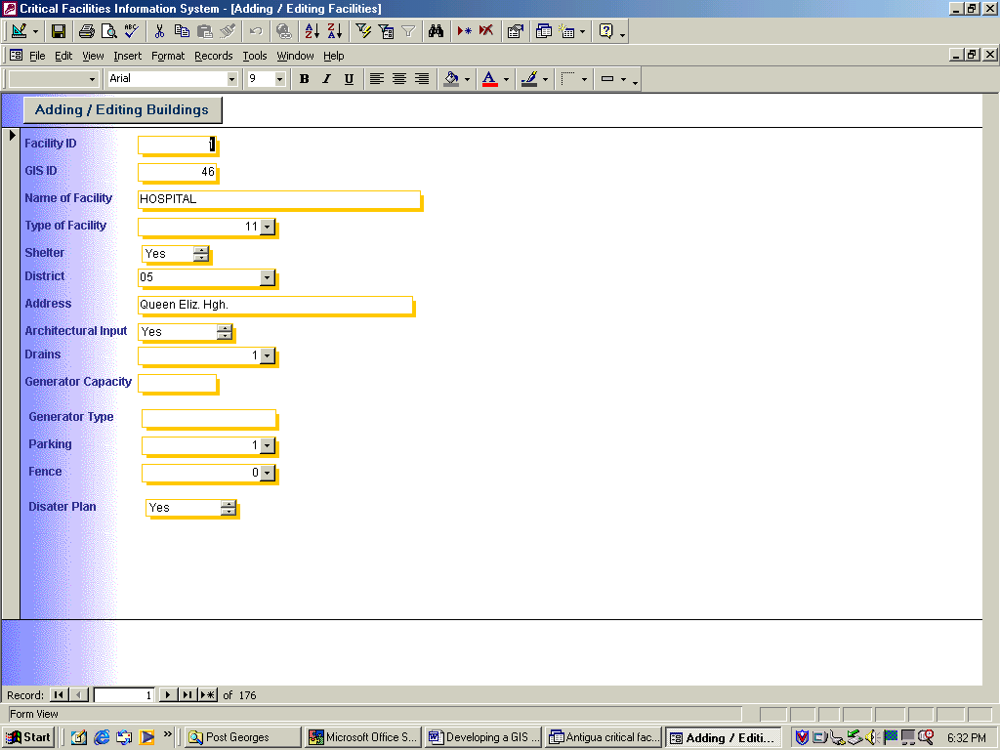 Critical Facilities Information System - [Adding / Editing Facilities]
File Edit View Insert Format Records Tools Window Help
Arial 9 B I U
Adding / Editing Buildings
Facility ID 1
GIS ID 46
Name of Facility HOSPITAL
Type of Facility 11
Shelter Yes
District 05
Address Queen Eliz. Hgh.
Architectural Input Yes
Drains 1
Generator Capacity
Generator Type
Parking 1
Fence 0
Disater Plan Yes
Record: 1 of 176
Form View
Start Post Georges Microsoft Office S... Developing a GIS ... Antigua critical fac... Adding / Editi... 6:32 PM